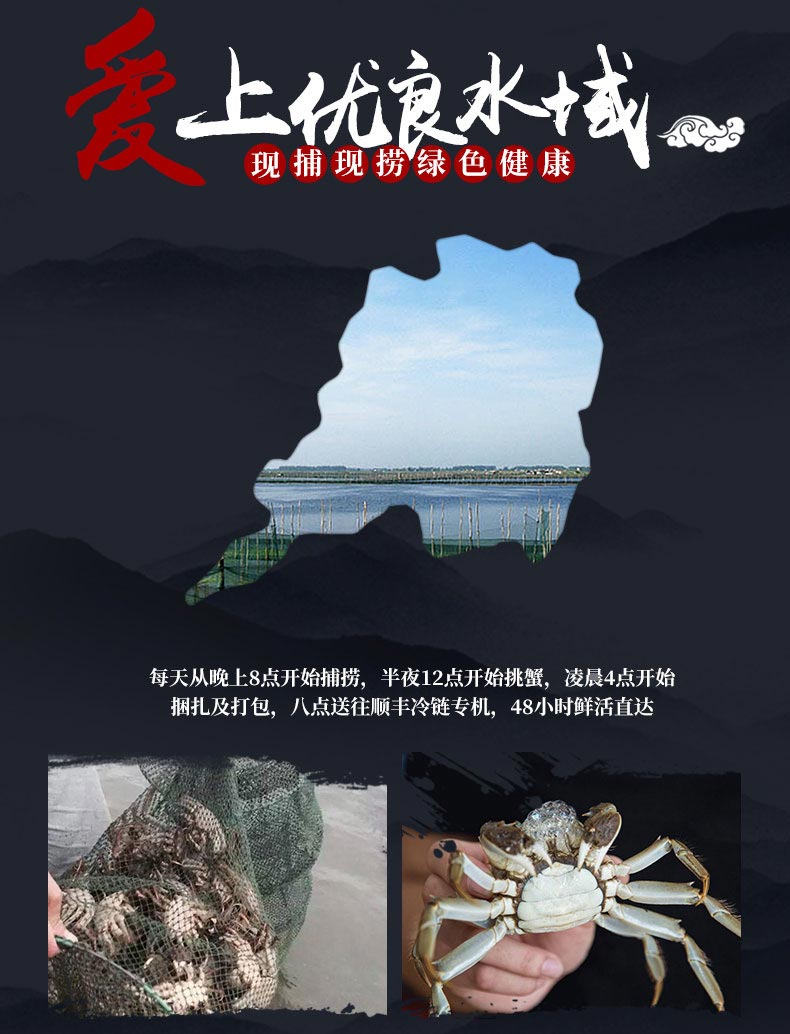 爱上优良水域
现捕现捞绿色健康
每天从晚上8点开始捕捞，半夜12点开始挑蟹，凌晨4点开始
捆扎及打包，八点送往顺丰冷链专机，48小时鲜活直达